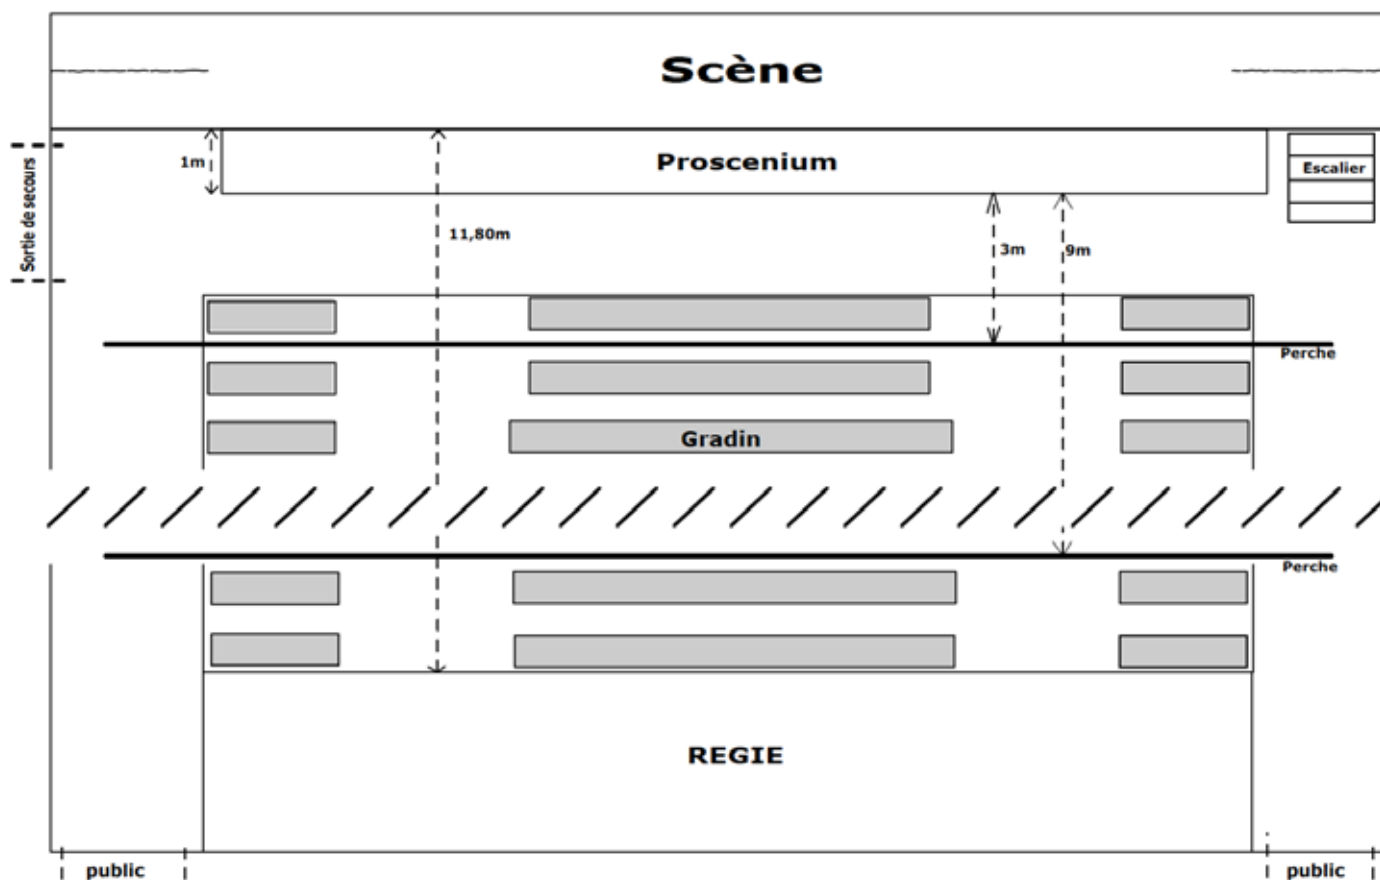 Scène
1m
Proscenium
Escalier
Sortie de secours
11,80m
3m
9m
Perche
Gradin
Perche
REGIE
public
public